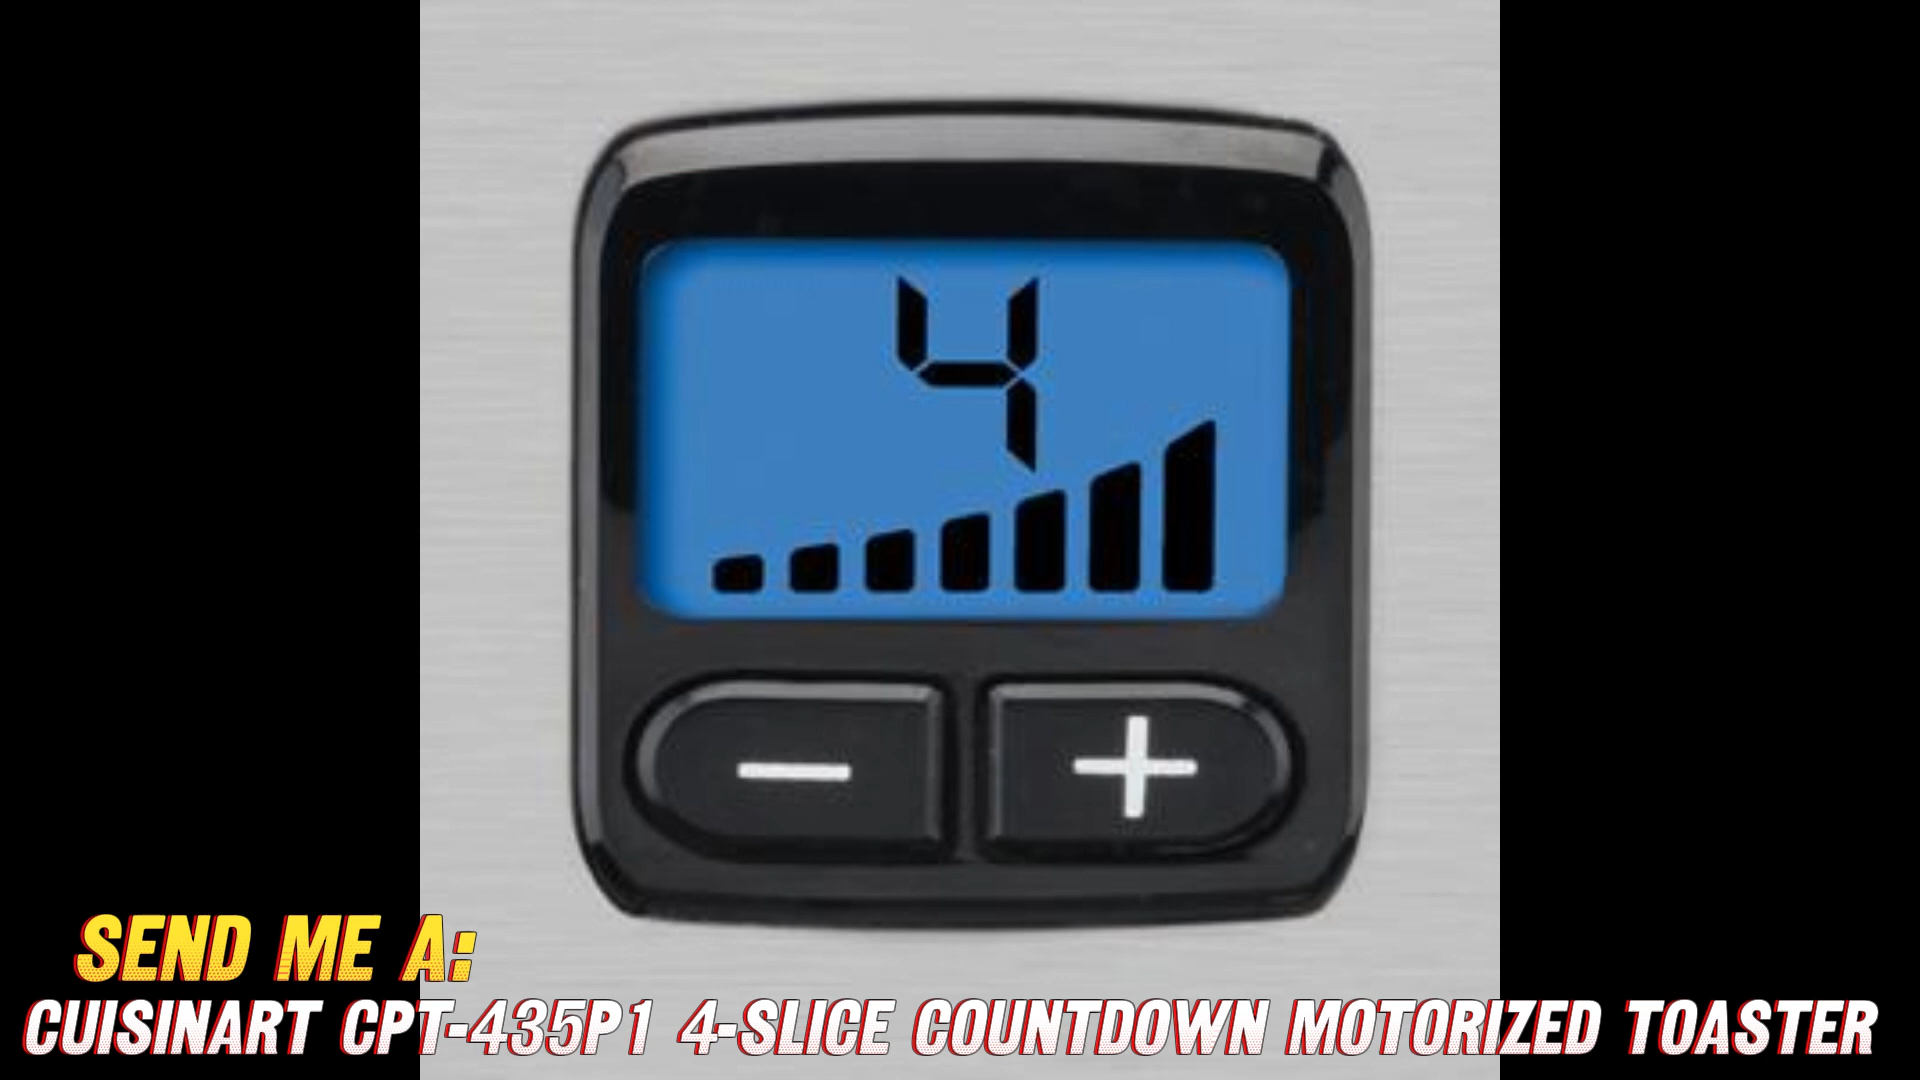 4
− +
SEND ME A:
CUISINART CPT-435P1 4-SLICE COUNTDOWN MOTORIZED TOASTER